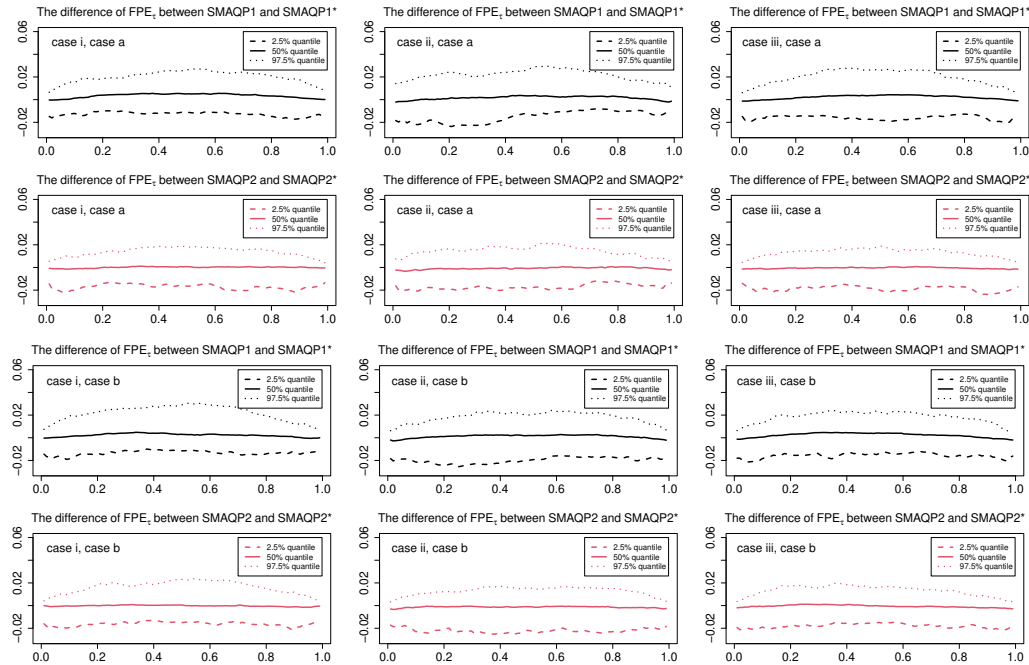 The difference of FPEτ between SMAQP1 and SMAQP1*
The difference of FPEτ between SMAQP1 and SMAQP1*
The difference of FPEτ between SMAQP1 and SMAQP1*
case i, case a
2.5% quantile
50% quantile
97.5% quantile
−0.02 0.02 0.06
0.0 0.2 0.4 0.6 0.8 1.0
case ii, case a
2.5% quantile
50% quantile
97.5% quantile
−0.02 0.02 0.06
0.0 0.2 0.4 0.6 0.8 1.0
case iii, case a
2.5% quantile
50% quantile
97.5% quantile
−0.02 0.02 0.06
0.0 0.2 0.4 0.6 0.8 1.0
The difference of FPEτ between SMAQP2 and SMAQP2*
The difference of FPEτ between SMAQP2 and SMAQP2*
The difference of FPEτ between SMAQP2 and SMAQP2*
case i, case a
2.5% quantile
50% quantile
97.5% quantile
−0.02 0.02 0.06
0.0 0.2 0.4 0.6 0.8 1.0
case ii, case a
2.5% quantile
50% quantile
97.5% quantile
−0.02 0.02 0.06
0.0 0.2 0.4 0.6 0.8 1.0
case iii, case a
2.5% quantile
50% quantile
97.5% quantile
−0.02 0.02 0.06
0.0 0.2 0.4 0.6 0.8 1.0
The difference of FPEτ between SMAQP1 and SMAQP1*
The difference of FPEτ between SMAQP1 and SMAQP1*
The difference of FPEτ between SMAQP1 and SMAQP1*
case i, case b
2.5% quantile
50% quantile
97.5% quantile
−0.02 0.02 0.06
0.0 0.2 0.4 0.6 0.8 1.0
case ii, case b
2.5% quantile
50% quantile
97.5% quantile
−0.02 0.02 0.06
0.0 0.2 0.4 0.6 0.8 1.0
case iii, case b
2.5% quantile
50% quantile
97.5% quantile
−0.02 0.02 0.06
0.0 0.2 0.4 0.6 0.8 1.0
The difference of FPEτ between SMAQP2 and SMAQP2*
The difference of FPEτ between SMAQP2 and SMAQP2*
The difference of FPEτ between SMAQP2 and SMAQP2*
case i, case b
2.5% quantile
50% quantile
97.5% quantile
−0.02 0.02 0.06
0.0 0.2 0.4 0.6 0.8 1.0
case ii, case b
2.5% quantile
50% quantile
97.5% quantile
−0.02 0.02 0.06
0.0 0.2 0.4 0.6 0.8 1.0
case iii, case b
2.5% quantile
50% quantile
97.5% quantile
−0.02 0.02 0.06
0.0 0.2 0.4 0.6 0.8 1.0